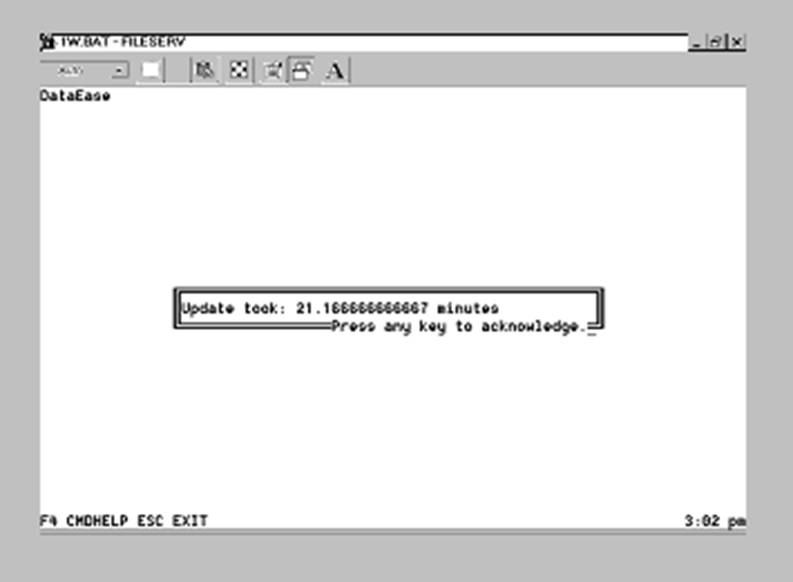 1W.BAT - FILESERV
A
DataEase
Update took: 21.166666666667 minutes
Press any key to acknowledge.
F4 CMDHELP ESC EXIT 3:02 pm